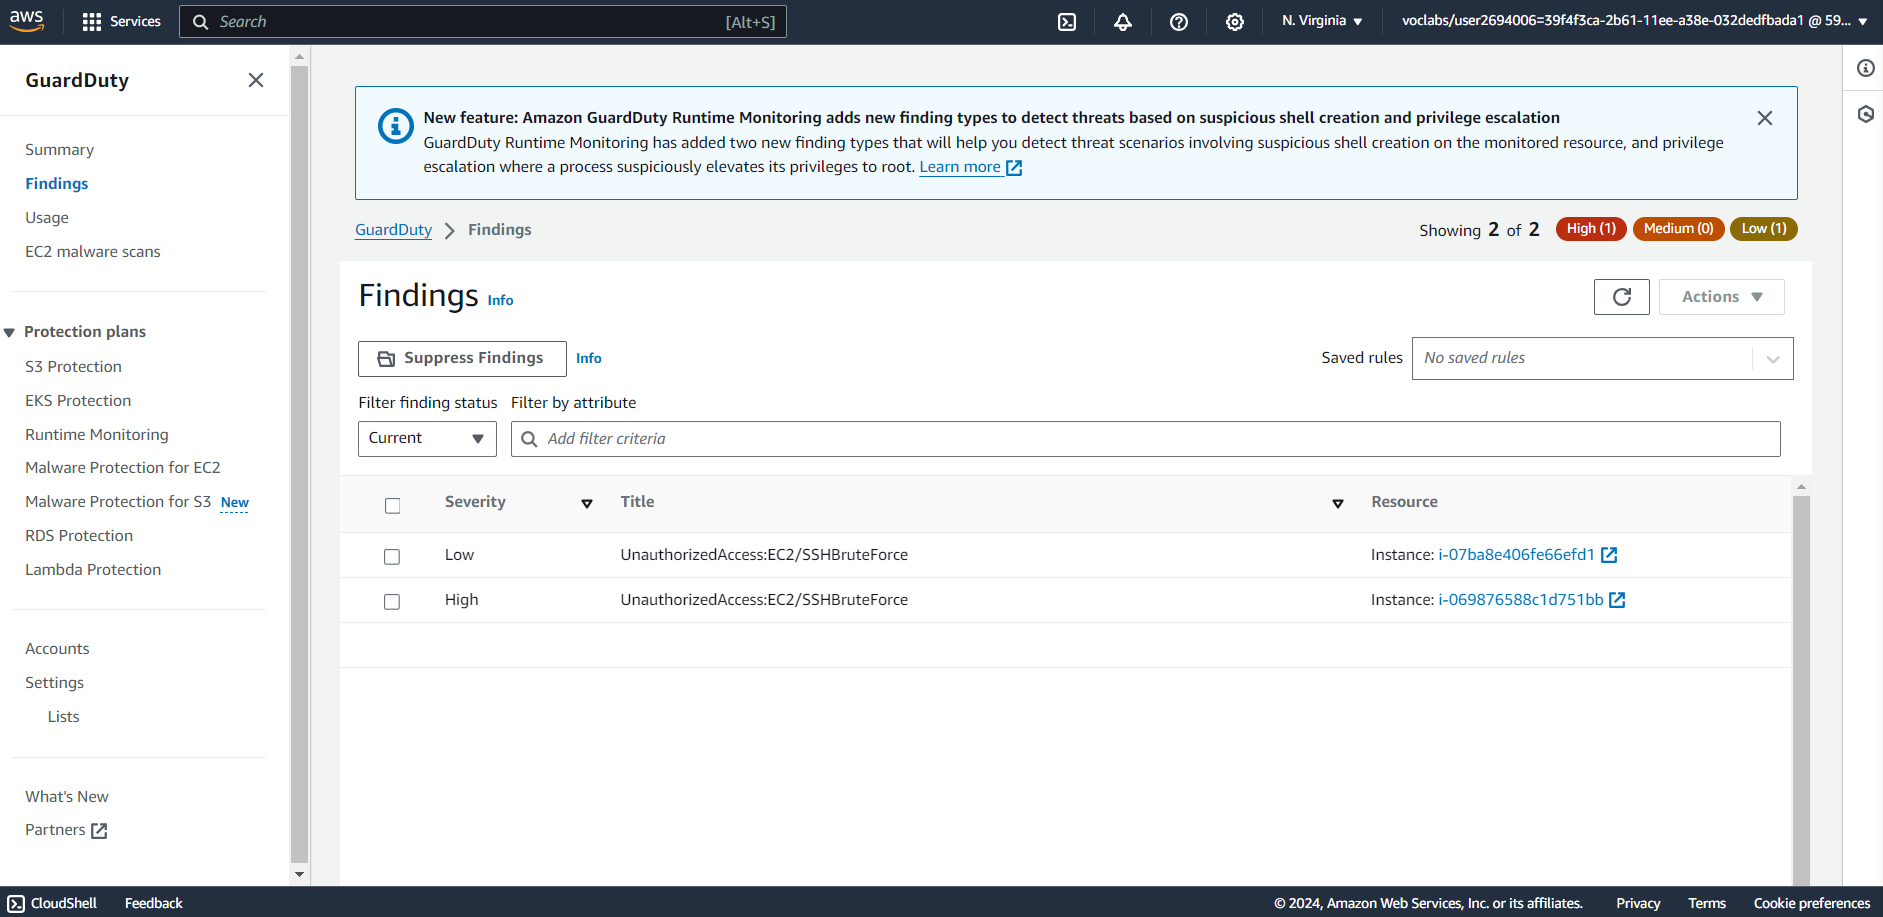 aws Services Search [Alt+S] N. Virginia ▼ voclabs/user2694006=39f4f3ca-2b61-11ee-a38e-032dedfbada1 @ 59... ▼
GuardDuty
Summary
Findings
Usage
EC2 malware scans
Protection plans
S3 Protection
EKS Protection
Runtime Monitoring
Malware Protection for EC2
Malware Protection for S3 New
RDS Protection
Lambda Protection
Accounts
Settings
Lists
What's New
Partners
New feature: Amazon GuardDuty Runtime Monitoring adds new finding types to detect threats based on suspicious shell creation and privilege escalation
GuardDuty Runtime Monitoring has added two new finding types that will help you detect threat scenarios involving suspicious shell creation on the monitored resource, and privilege
escalation where a process suspiciously elevates its privileges to root. Learn more
GuardDuty > Findings Showing 2 of 2 High (1) Medium (0) Low (1)
Findings Info Actions ▼
Suppress Findings Info Saved rules No saved rules
Filter finding status Filter by attribute
Current ▼ Add filter criteria
Severity ▼ Title ▼ Resource
Low UnauthorizedAccess:EC2/SSHBruteForce Instance: i-07ba8e406fe66efd1
High UnauthorizedAccess:EC2/SSHBruteForce Instance: i-069876588c1d751bb
CloudShell Feedback © 2024, Amazon Web Services, Inc. or its affiliates. Privacy Terms Cookie preferences